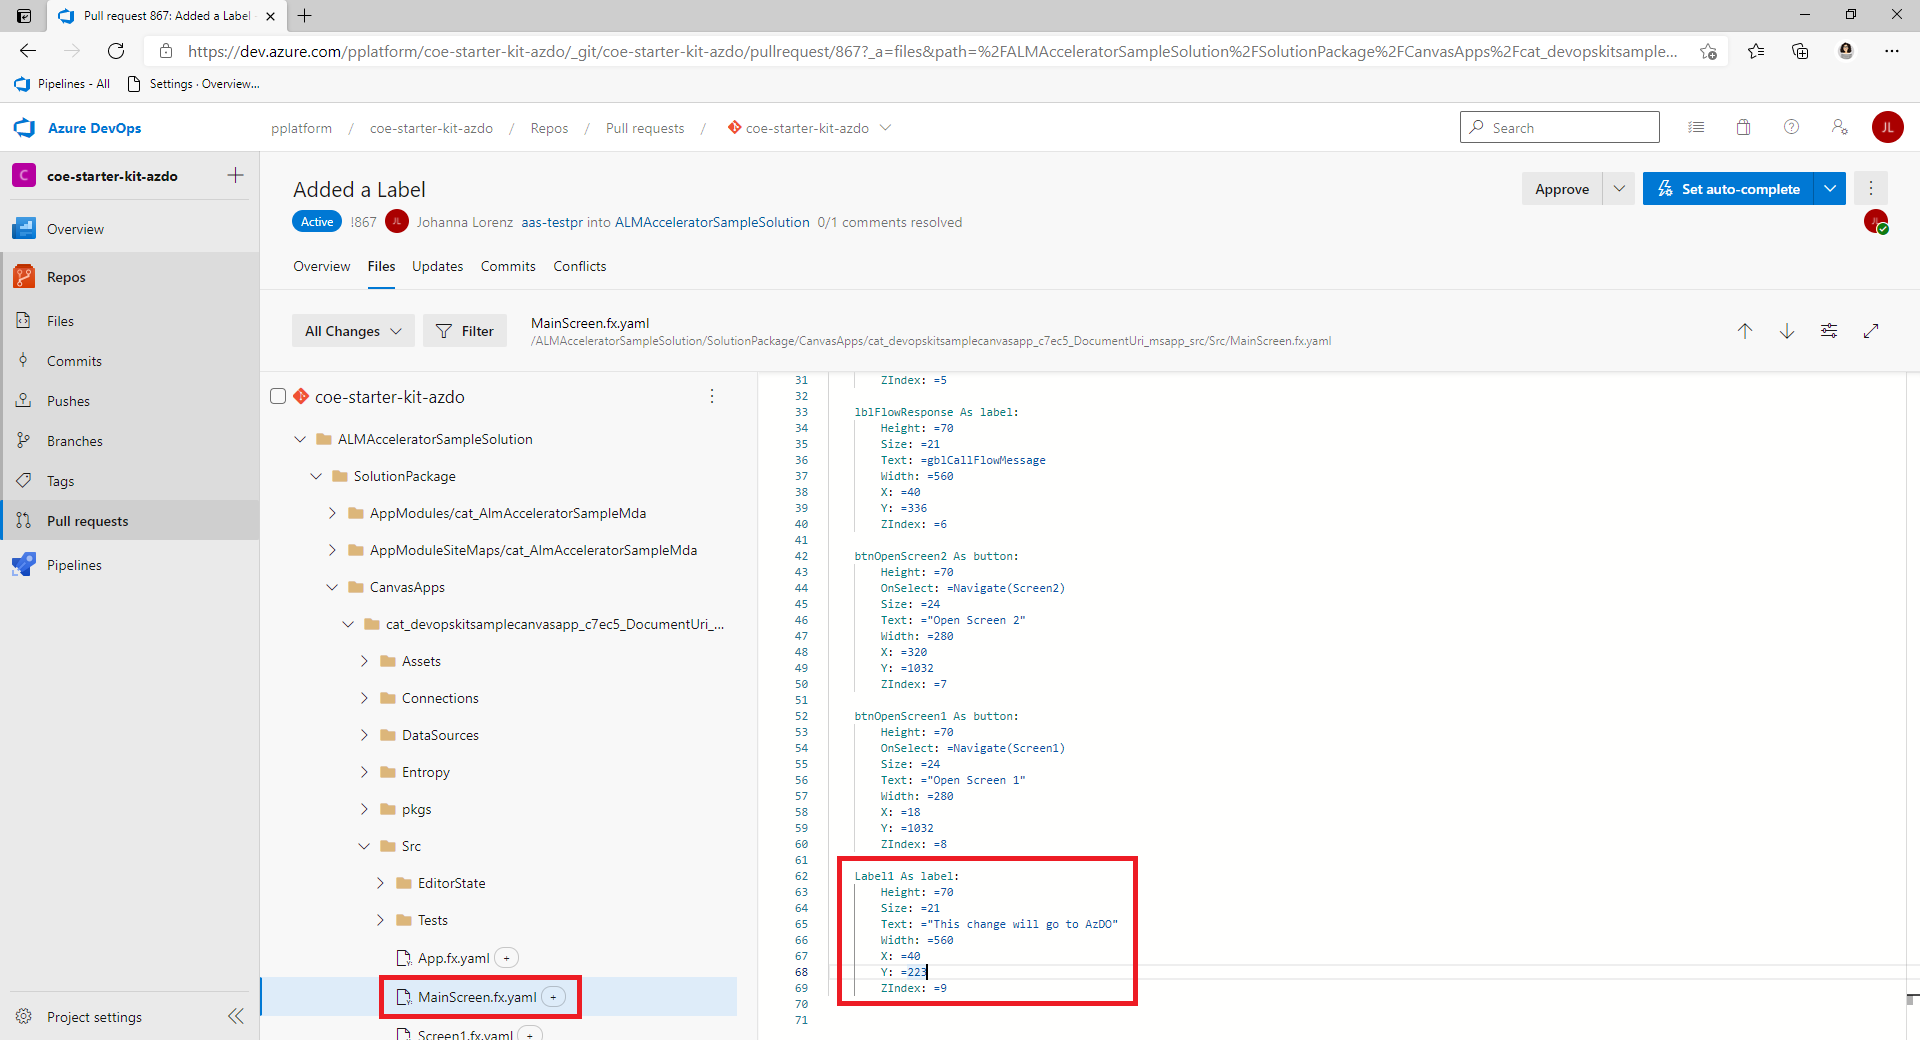 Pull request 867: Added a Label
https://dev.azure.com/pplatform/coe-starter-kit-azdo/_git/coe-starter-kit-azdo/pullrequest/867?_a=files&path=%2FALMAcceleratorSampleSolution%2FSolutionPackage%2FCanvasApps%2Fcat_devopskitsample...
Pipelines - All
Settings · Overview...
Azure DevOps
pplatform / coe-starter-kit-azdo / Repos / Pull requests / coe-starter-kit-azdo
Search
JL
C
coe-starter-kit-azdo
Overview
Repos
Files
Commits
Pushes
Branches
Tags
Pull requests
Pipelines
Project settings
Added a Label
Approve
Set auto-complete
Active !867 JL Johanna Lorenz aas-testpr into ALMAcceleratorSampleSolution 0/1 comments resolved
JL
Overview Files Updates Commits Conflicts
All Changes
Filter
MainScreen.fx.yaml
/ALMAcceleratorSampleSolution/SolutionPackage/CanvasApps/cat_devopskitsamplecanvasapp_c7ec5_DocumentUri_msapp_src/Src/MainScreen.fx.yaml
coe-starter-kit-azdo
ALMAcceleratorSampleSolution
SolutionPackage
AppModules/cat_AlmAcceleratorSampleMda
AppModuleSiteMaps/cat_AlmAcceleratorSampleMda
CanvasApps
cat_devopskitsamplecanvasapp_c7ec5_DocumentUri_...
Assets
Connections
DataSources
Entropy
pkgs
Src
EditorState
Tests
App.fx.yaml +
MainScreen.fx.yaml +
Screen1.fx.yaml +
31 ZIndex: =5
32
33 lblFlowResponse As label:
34 Height: =70
35 Size: =21
36 Text: =gblCallFlowMessage
37 Width: =560
38 X: =40
39 Y: =336
40 ZIndex: =6
41
42 btnOpenScreen2 As button:
43 Height: =70
44 OnSelect: =Navigate(Screen2)
45 Size: =24
46 Text: ="Open Screen 2"
47 Width: =280
48 X: =320
49 Y: =1032
50 ZIndex: =7
51
52 btnOpenScreen1 As button:
53 Height: =70
54 OnSelect: =Navigate(Screen1)
55 Size: =24
56 Text: ="Open Screen 1"
57 Width: =280
58 X: =18
59 Y: =1032
60 ZIndex: =8
61
62 Label1 As label:
63 Height: =70
64 Size: =21
65 Text: ="This change will go to AzDO"
66 Width: =560
67 X: =40
68 Y: =223
69 ZIndex: =9
70
71